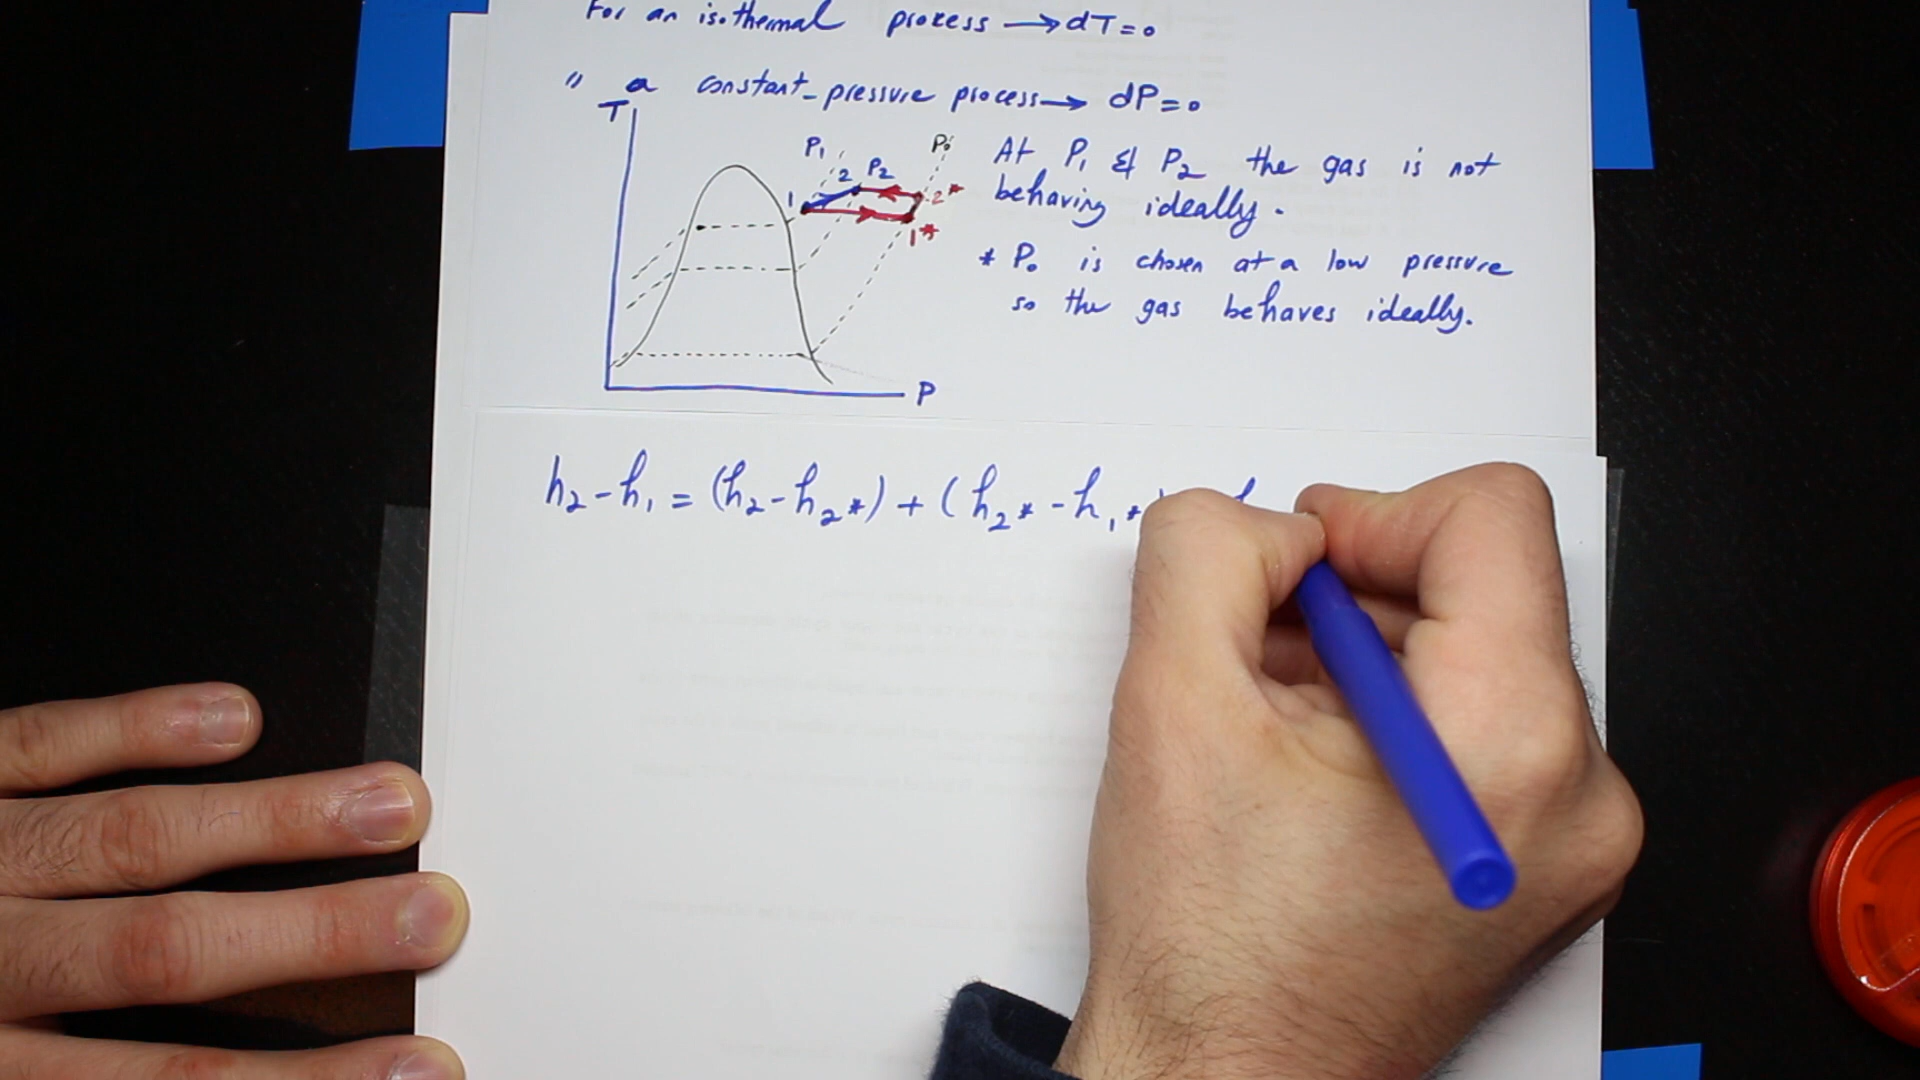 For an isothermal process → dT=0
" a constant-pressure process → dP=0
T
P₁ 2 P₂ P₀
1 2*
1*
At P₁ & P₂ the gas is not
behaving ideally.
* P₀ is chosen at a low pressure
so the gas behaves ideally.
P
h₂-h₁ = (h₂-h₂*) + (h₂*-h₁*